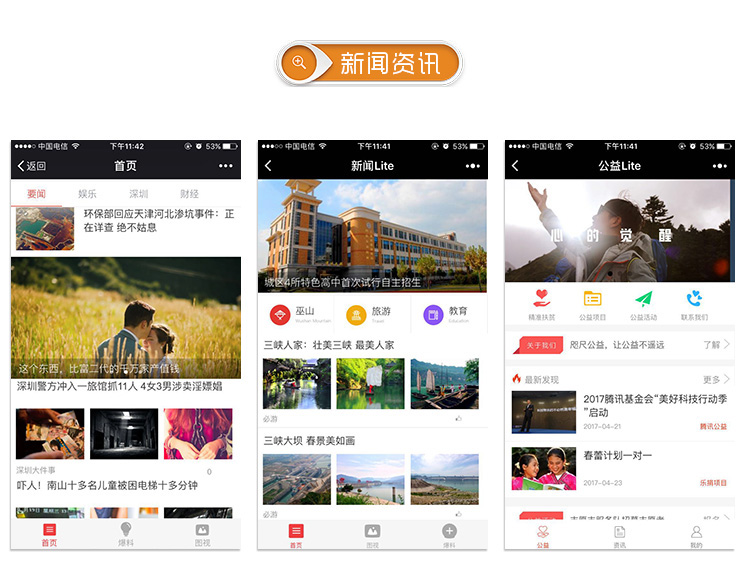 新闻资讯
●●●●○ 中国电信 下午11:42 53%
返回 首页
要闻 娱乐 深圳 财经
环保部回应天津河北渗坑事件：正
在详查 绝不姑息
这个东西，比富二代的千万家产值钱
深圳警方冲入一旅馆抓11人 4女3男涉卖淫嫖娼
深圳大件事 0
吓人！南山十多名儿童被困电梯十多分钟
首页 爆料 图视
●●●○○ 中国电信 下午11:41 53%
新闻Lite
城区4所特色高中首次试行自主招生
巫山 旅游 教育
Wushan Mountain Travel Education
三峡人家：壮美三峡 最美人家
必游
三峡大坝 春景美如画
必游
首页 图视 爆料
●●●●○ 中国电信 下午11:41 53%
公益Lite
心的觉醒
精准扶贫 公益项目 公益活动 联系我们
关于我们 咫尺公益，让公益不遥远 了解
最新发现 更多
2017腾讯基金会“美好科技行动季
”启动
2017-04-21 腾讯公益
春蕾计划一对一
2017-04-23 乐捐项目
公益 资讯 我的